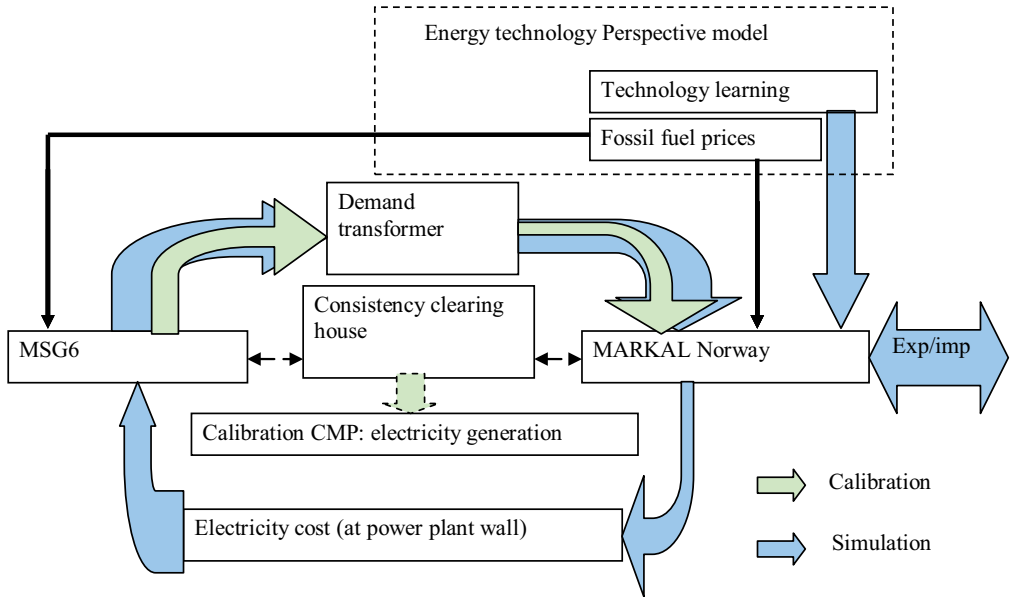 Energy technology Perspective model
Technology learning
Fossil fuel prices
Demand
transformer
Consistency clearing
house
MSG6
MARKAL Norway
Exp/imp
Calibration CMP: electricity generation
Calibration
Electricity cost (at power plant wall)
Simulation